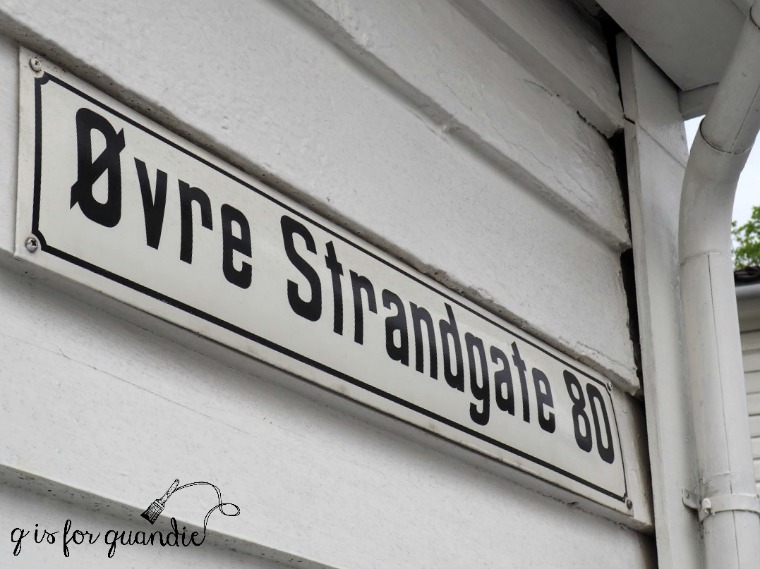 Øvre Strandgate 80
q is for quandie